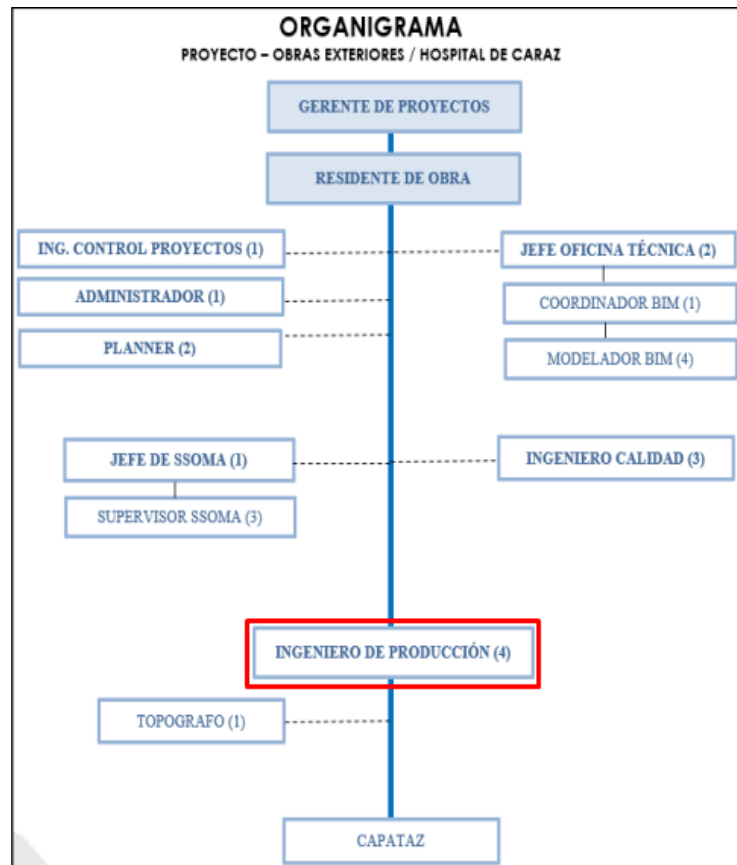 ORGANIGRAMA
PROYECTO – OBRAS EXTERIORES / HOSPITAL DE CARAZ
GERENTE DE PROYECTOS
RESIDENTE DE OBRA
ING. CONTROL PROYECTOS (1)
JEFE OFICINA TÉCNICA (2)
ADMINISTRADOR (1)
COORDINADOR BIM (1)
PLANNER (2)
MODELADOR BIM (4)
JEFE DE SSOMA (1)
INGENIERO CALIDAD (3)
SUPERVISOR SSOMA (3)
INGENIERO DE PRODUCCIÓN (4)
TOPOGRAFO (1)
CAPATAZ